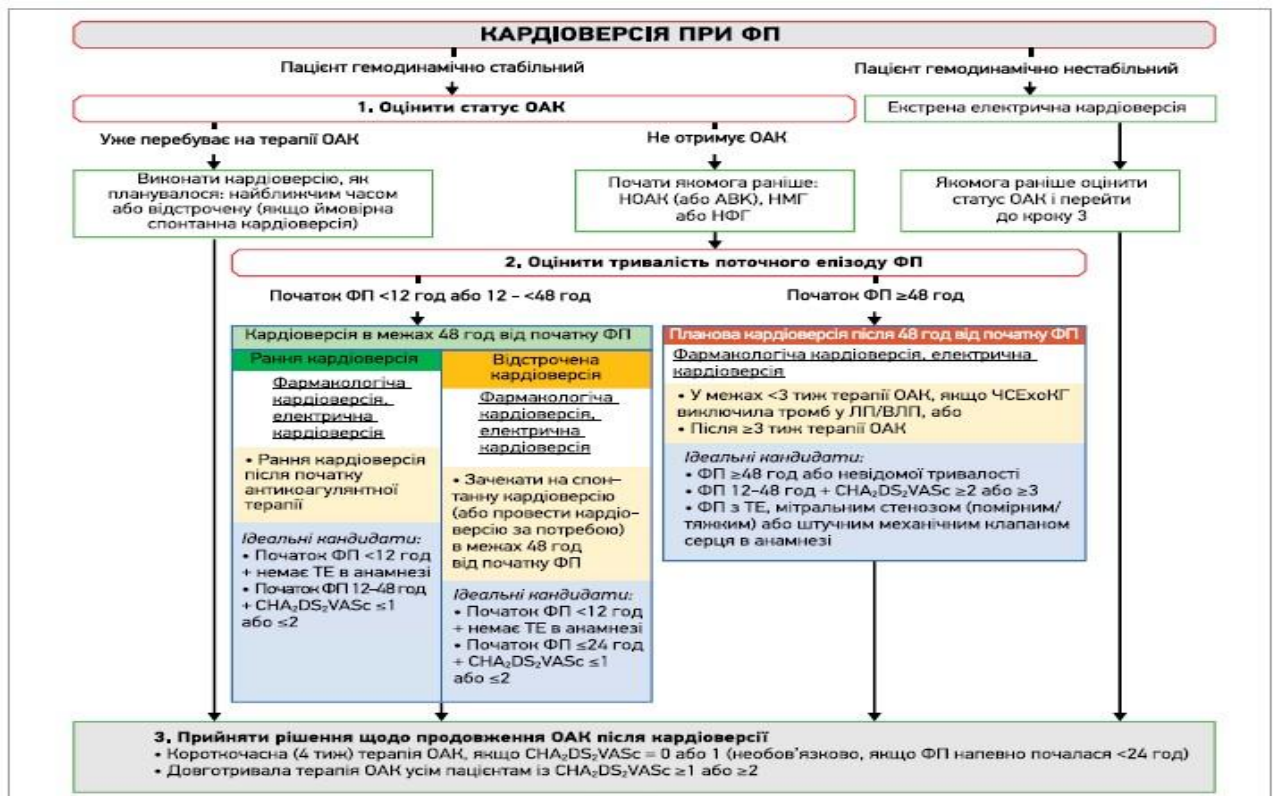 КАРДІОВЕРСІЯ ПРИ ФП
Пацієнт гемодинамічно стабільний
Пацієнт гемодинамічно нестабільний
1. Оцінити статус ОАК
Екстрена електрична кардіоверсія
Уже перебуває на терапії ОАК
Не отримує ОАК
Виконати кардіоверсію, як
планувалося: найближчим часом
або відстрочену (якщо ймовірна
спонтанна кардіоверсія)
Почати якомога раніше:
НОАК (або АВК), НМГ
або НФГ
Якомога раніше оцінити
статус ОАК і перейти
до кроку 3
2. Оцінити тривалість поточного епізоду ФП
Початок ФП <12 год або 12 – <48 год
Початок ФП ≥48 год
Кардіоверсія в межах 48 год від початку ФП
Рання кардіоверсія
Фармакологіча
кардіоверсія,
електрична
кардіоверсія
• Рання кардіоверсія
після початку
антикоагулянтної
терапії
Ідеальні кандидати:
• Початок ФП <12 год
+ немає ТЕ в анамнезі
• Початок ФП 12–48 год
+ CHA₂DS₂VASc ≤1
або ≤2
Відстрочена
кардіоверсія
Фармакологіча
кардіоверсія,
електрична
кардіоверсія
• Зачекати на спон-
танну кардіоверсію
(або провести кардіо-
версію за потребою)
в межах 48 год
від початку ФП
Ідеальні кандидати:
• Початок ФП <12 год
+ немає ТЕ в анамнезі
• Початок ФП ≤24 год
+ CHA₂DS₂VASc ≤1
або ≤2
Планова кардіоверсія після 48 год від початку ФП
Фармакологіча кардіоверсія, електрична
кардіоверсія
• У межах <3 тиж терапії ОАК, якщо ЧСЕхоКГ
виключила тромб у ЛП/ВЛП, або
• Після ≥3 тиж терапії ОАК
Ідеальні кандидати:
• ФП ≥48 год або невідомої тривалості
• ФП 12–48 год + CHA₂DS₂VASc ≥2 або ≥3
• ФП з ТЕ, мітральним стенозом (помірним/
тяжким) або штучним механічним клапаном
серця в анамнезі
3. Прийняти рішення щодо продовження ОАК після кардіоверсії
• Короткочасна (4 тиж) терапія ОАК, якщо CHA₂DS₂VASc = 0 або 1 (необов’язково, якщо ФП напевно почалася <24 год)
• Довготривала терапія ОАК усім пацієнтам із CHA₂DS₂VASc ≥1 або ≥2